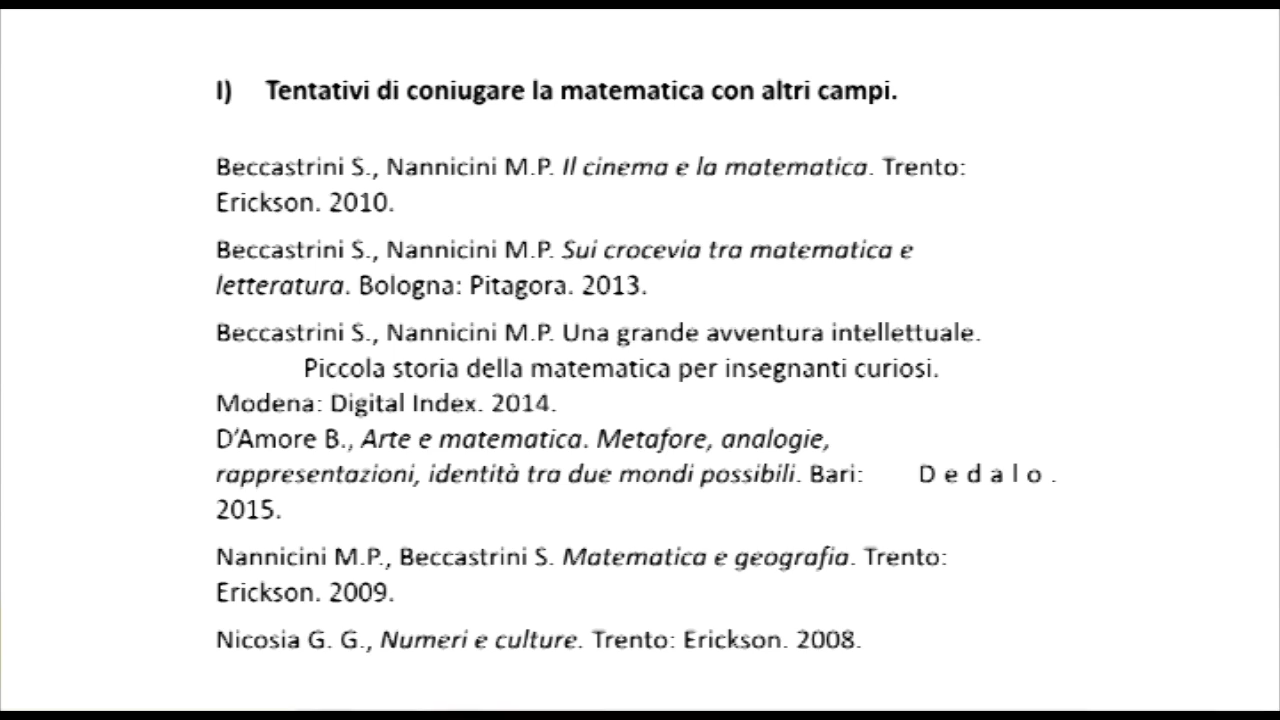 I) Tentativi di coniugare la matematica con altri campi.
Beccastrini S., Nannicini M.P. Il cinema e la matematica. Trento:
Erickson. 2010.
Beccastrini S., Nannicini M.P. Sui crocevia tra matematica e
letteratura. Bologna: Pitagora. 2013.
Beccastrini S., Nannicini M.P. Una grande avventura intellettuale.
Piccola storia della matematica per insegnanti curiosi.
Modena: Digital Index. 2014.
D'Amore B., Arte e matematica. Metafore, analogie,
rappresentazioni, identità tra due mondi possibili. Bari: D e d a l o .
2015.
Nannicini M.P., Beccastrini S. Matematica e geografia. Trento:
Erickson. 2009.
Nicosia G. G., Numeri e culture. Trento: Erickson. 2008.